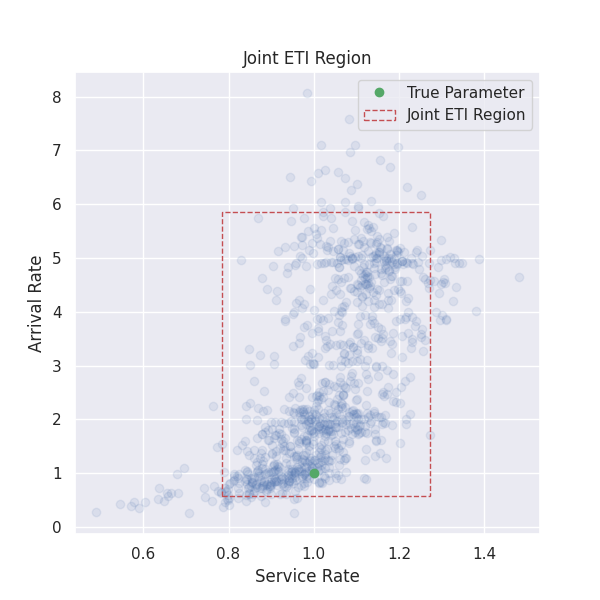 Joint ETI Region
True Parameter
Joint ETI Region
8
7
6
5
4
3
2
1
0
Arrival Rate
0.6 0.8 1.0 1.2 1.4
Service Rate